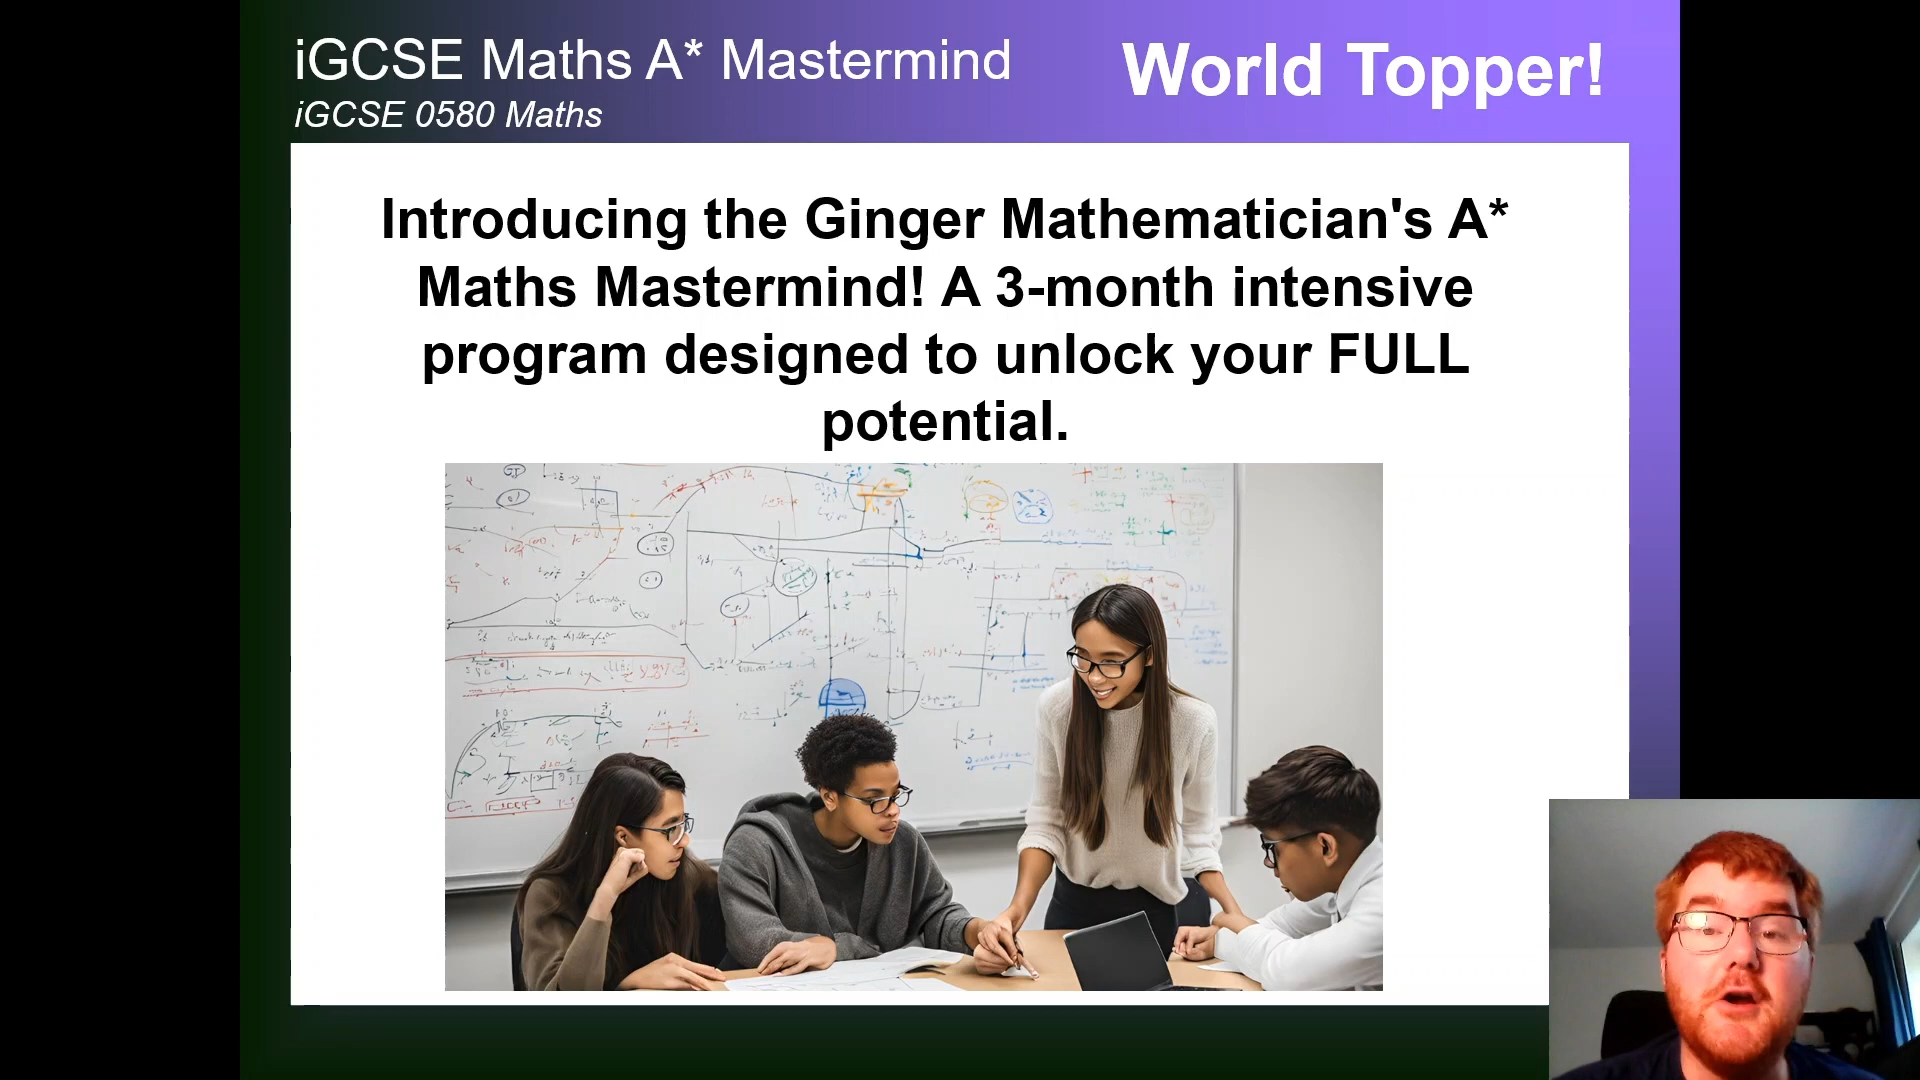 iGCSE Maths A* Mastermind
World Topper!
iGCSE 0580 Maths
Introducing the Ginger Mathematician's A*
Maths Mastermind! A 3-month intensive
program designed to unlock your FULL
potential.